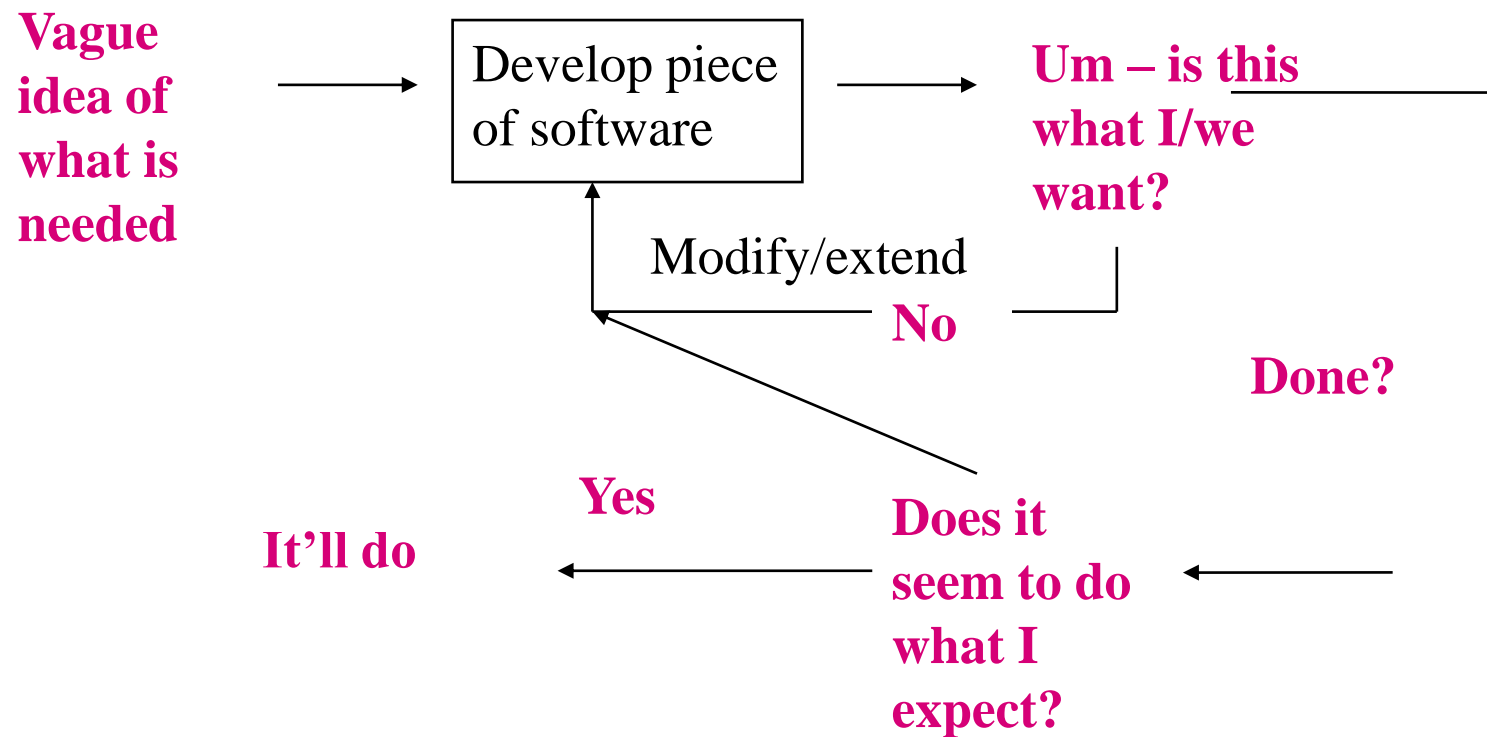 Vague
idea of
what is
needed
Develop piece
of software
Um – is this
what I/we
want?
Modify/extend
No
Done?
Yes
It’ll do
Does it
seem to do
what I
expect?